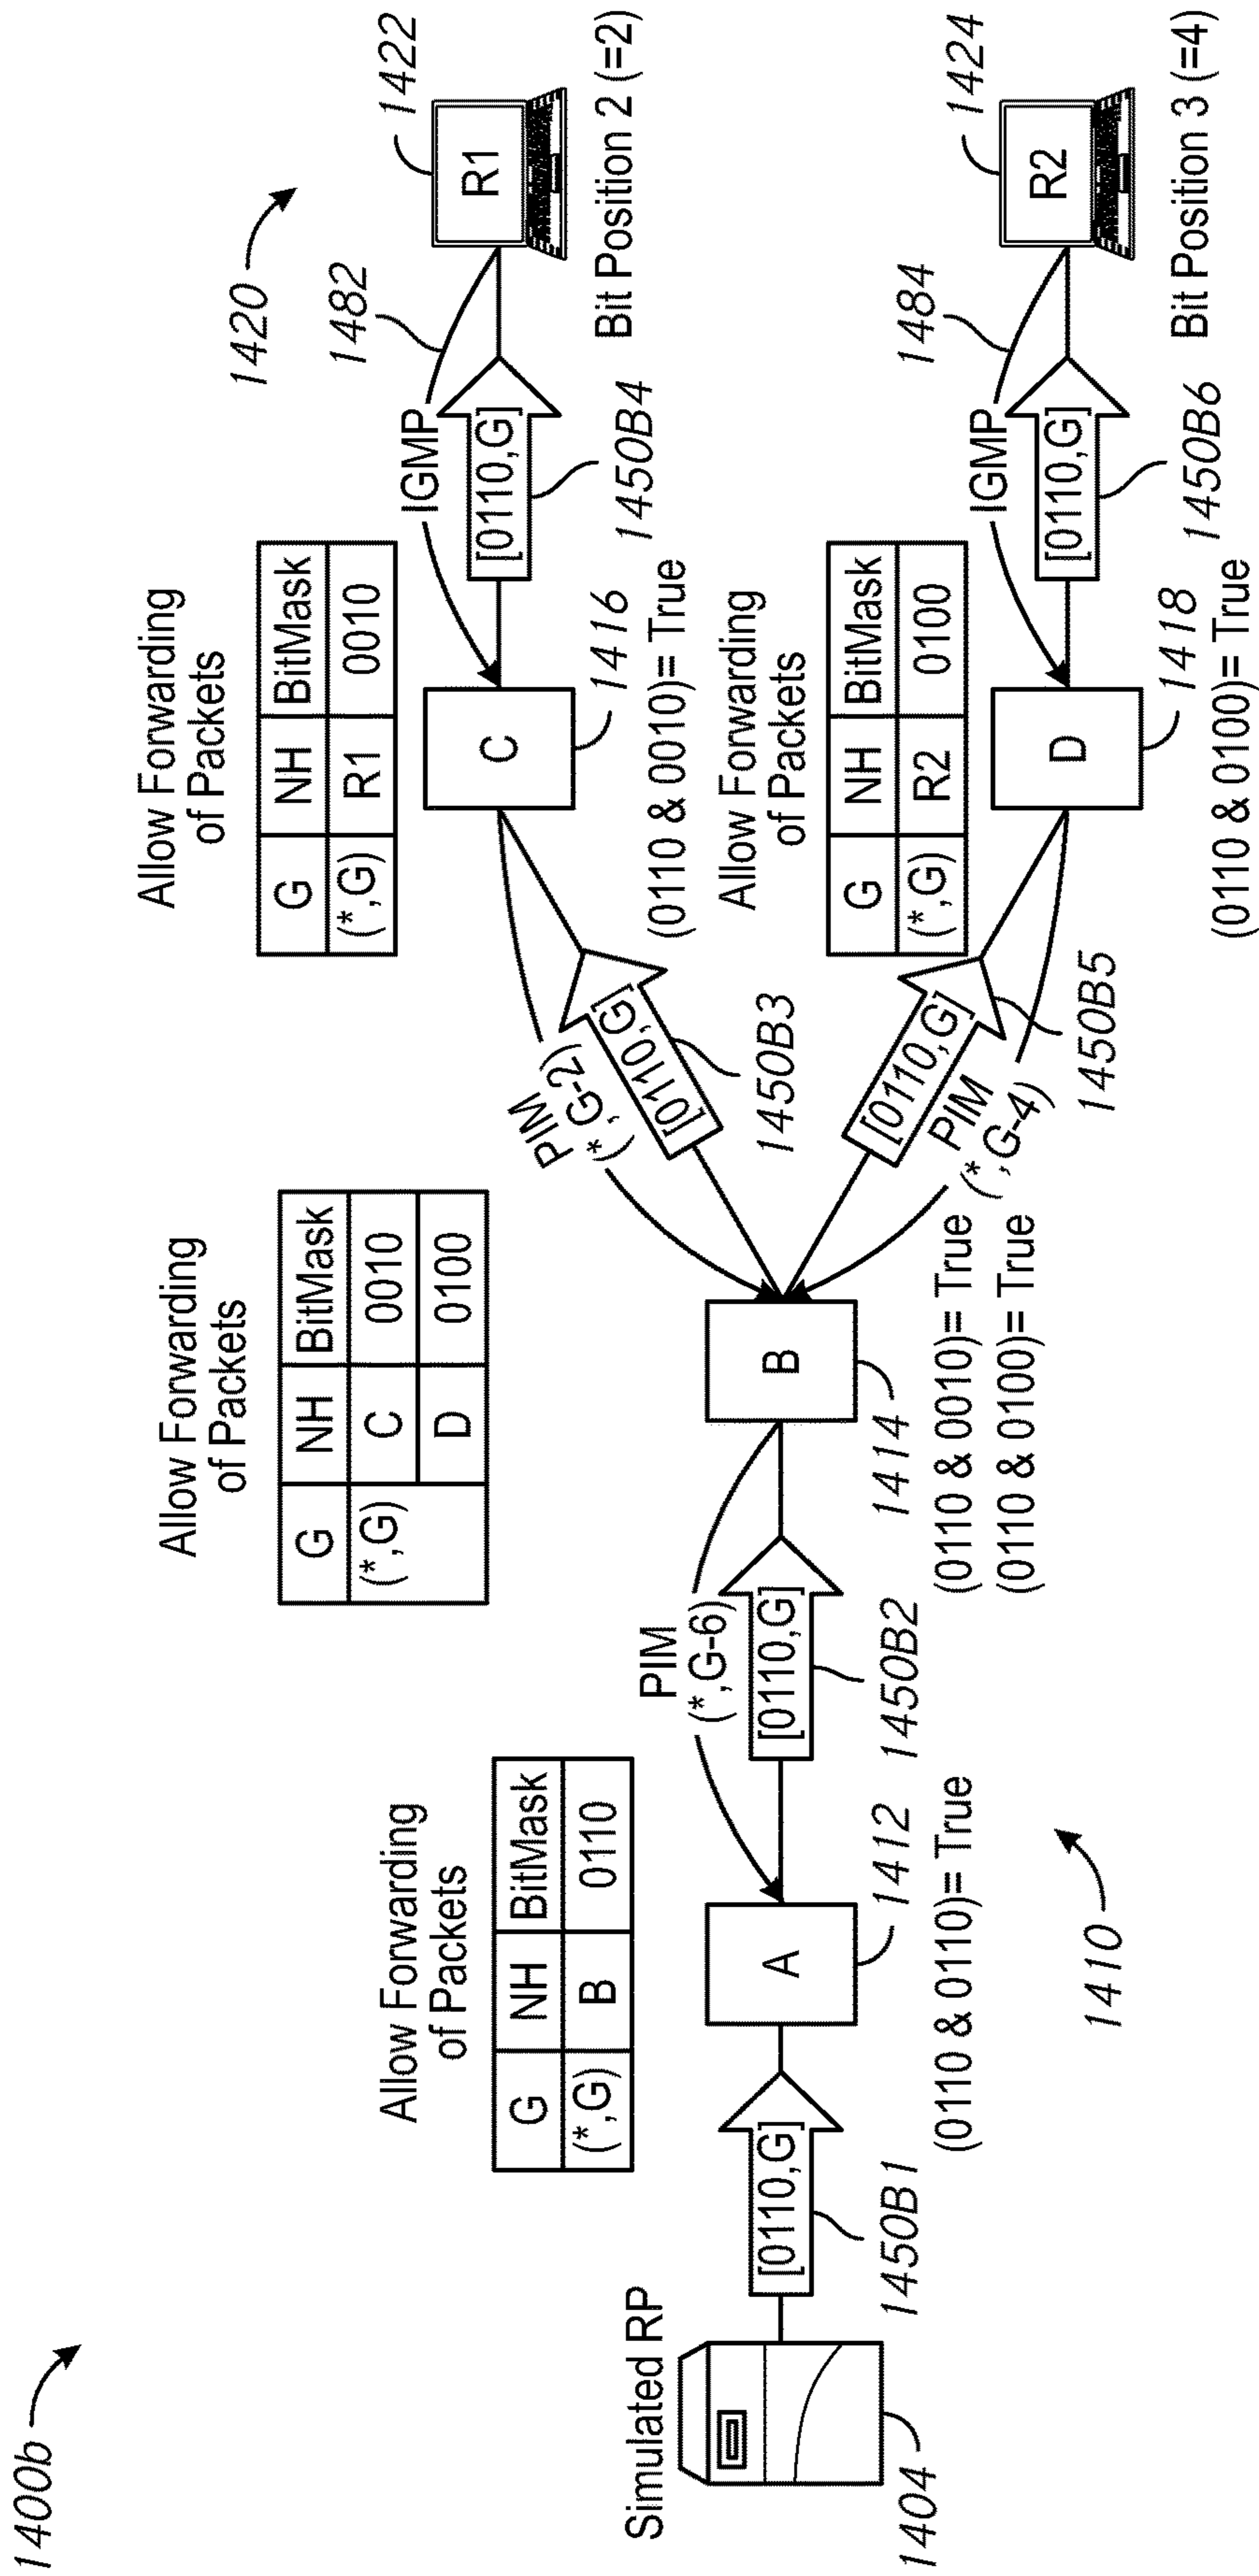 1400b
Simulated RP
1404
[0110,G]
1450B1
Allow Forwarding
of Packets
G NH BitMask
(*,G) B 0110
A
1412
(0110 & 0110)= True
1410
PIM
(*,G-6)
[0110,G]
1450B2
Allow Forwarding
of Packets
G NH BitMask
(*,G) C 0010
D 0100
B
1414
(0110 & 0010)= True
(0110 & 0100)= True
PIM
(*,G-2)
[0110,G]
1450B3
[0110,G]
PIM
(*,G-4)
1450B5
Allow Forwarding
of Packets
G NH BitMask
(*,G) R1 0010
C
1416
(0110 & 0010)= True
IGMP
[0110,G]
1450B4
1482
1420
R1
1422
Bit Position 2 (=2)
Allow Forwarding
of Packets
G NH BitMask
(*,G) R2 0100
D
1418
(0110 & 0100)= True
IGMP
[0110,G]
1450B6
1484
R2
1424
Bit Position 3 (=4)